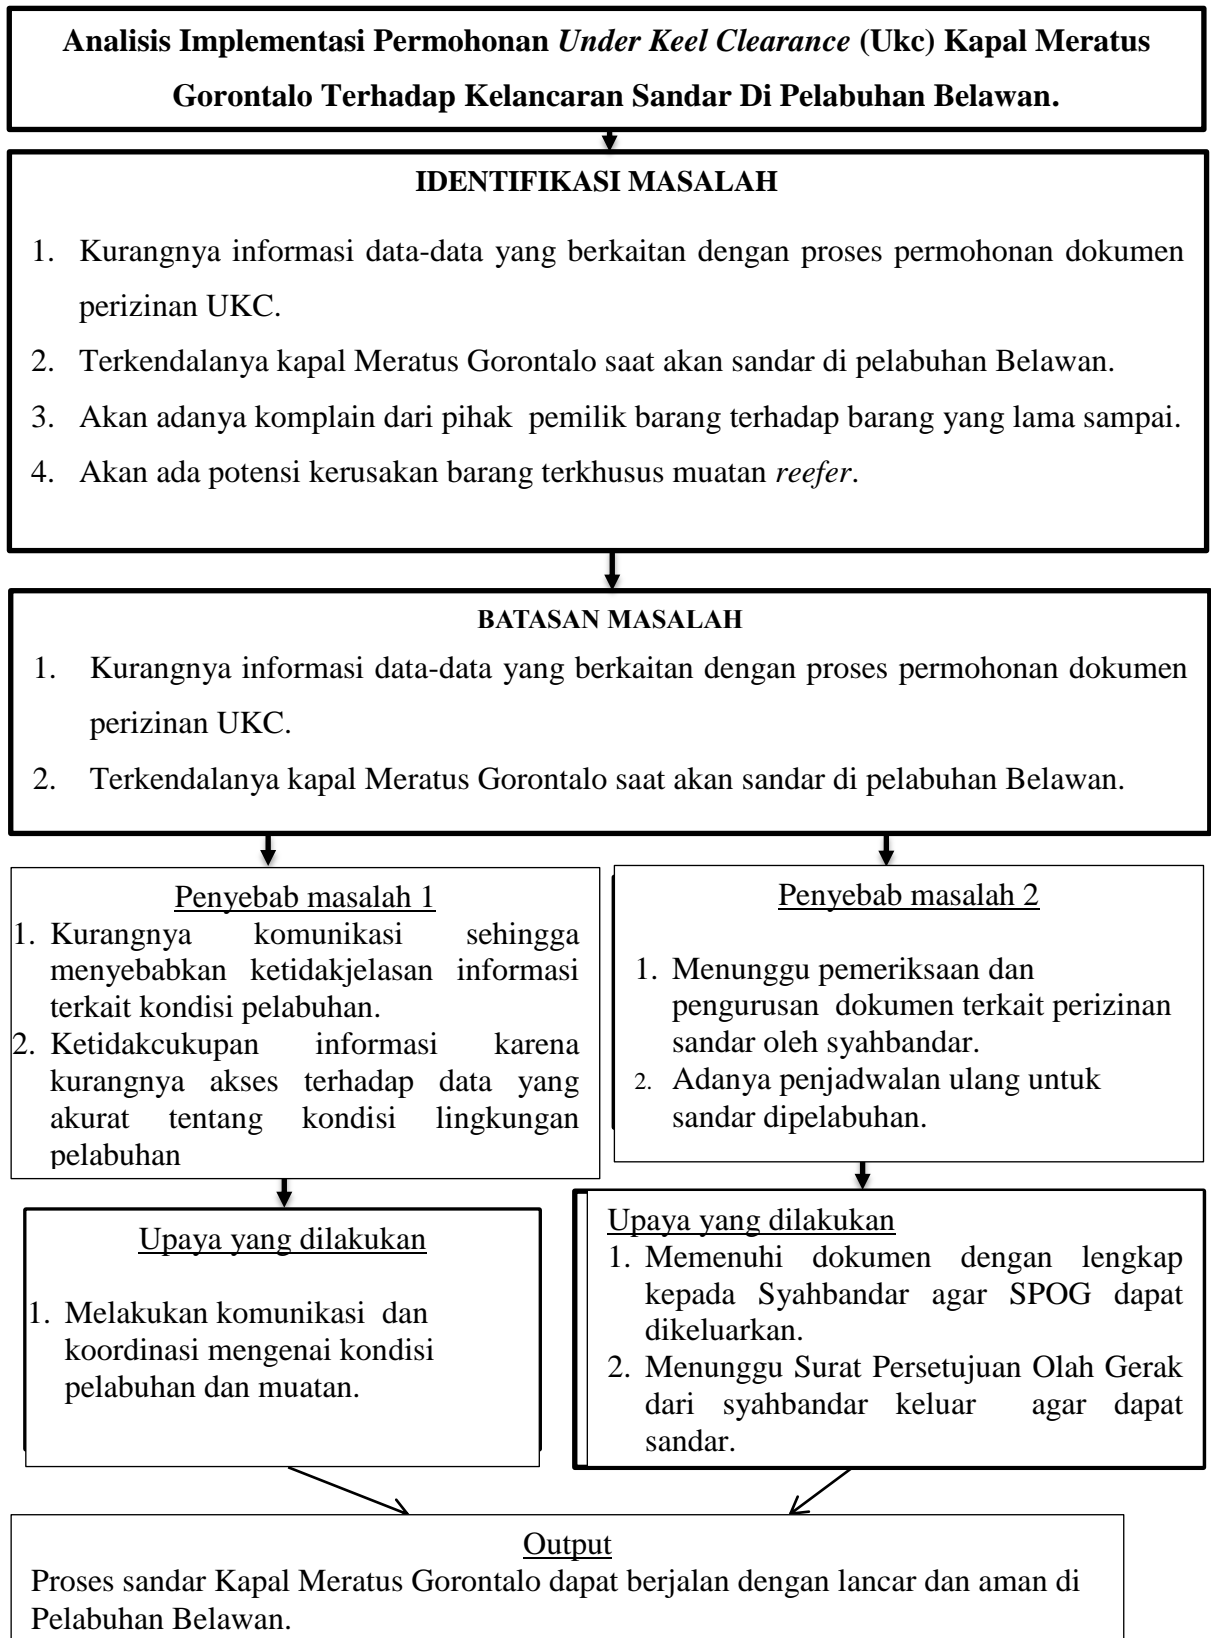 Analisis Implementasi Permohonan Under Keel Clearance (Ukc) Kapal Meratus
Gorontalo Terhadap Kelancaran Sandar Di Pelabuhan Belawan.
IDENTIFIKASI MASALAH
1. Kurangnya informasi data-data yang berkaitan dengan proses permohonan dokumen
perizinan UKC.
2. Terkendalanya kapal Meratus Gorontalo saat akan sandar di pelabuhan Belawan.
3. Akan adanya komplain dari pihak pemilik barang terhadap barang yang lama sampai.
4. Akan ada potensi kerusakan barang terkhusus muatan reefer.
BATASAN MASALAH
1. Kurangnya informasi data-data yang berkaitan dengan proses permohonan dokumen
perizinan UKC.
2. Terkendalanya kapal Meratus Gorontalo saat akan sandar di pelabuhan Belawan.
Penyebab masalah 1
1. Kurangnya komunikasi sehingga
menyebabkan ketidakjelasan informasi
terkait kondisi pelabuhan.
2. Ketidakcukupan informasi karena
kurangnya akses terhadap data yang
akurat tentang kondisi lingkungan
pelabuhan
Penyebab masalah 2
1. Menunggu pemeriksaan dan
pengurusan dokumen terkait perizinan
sandar oleh syahbandar.
2. Adanya penjadwalan ulang untuk
sandar dipelabuhan.
Upaya yang dilakukan
1. Melakukan komunikasi dan
koordinasi mengenai kondisi
pelabuhan dan muatan.
Upaya yang dilakukan
1. Memenuhi dokumen dengan lengkap
kepada Syahbandar agar SPOG dapat
dikeluarkan.
2. Menunggu Surat Persetujuan Olah Gerak
dari syahbandar keluar agar dapat
sandar.
Output
Proses sandar Kapal Meratus Gorontalo dapat berjalan dengan lancar dan aman di
Pelabuhan Belawan.